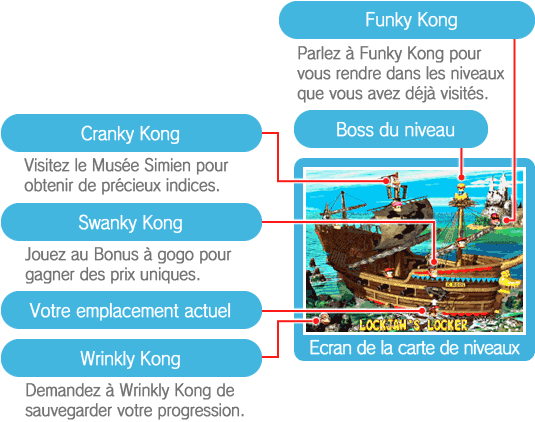 Funky Kong
Parlez à Funky Kong pour
vous rendre dans les niveaux
que vous avez déjà visités.
Cranky Kong
Visitez le Musée Simien pour
obtenir de précieux indices.
Boss du niveau
Swanky Kong
Jouez au Bonus à gogo pour
gagner des prix uniques.
Votre emplacement actuel
Wrinkly Kong
Demandez à Wrinkly Kong de
sauvegarder votre progression.
LOCKJAW'S LOCKER
Ecran de la carte de niveaux